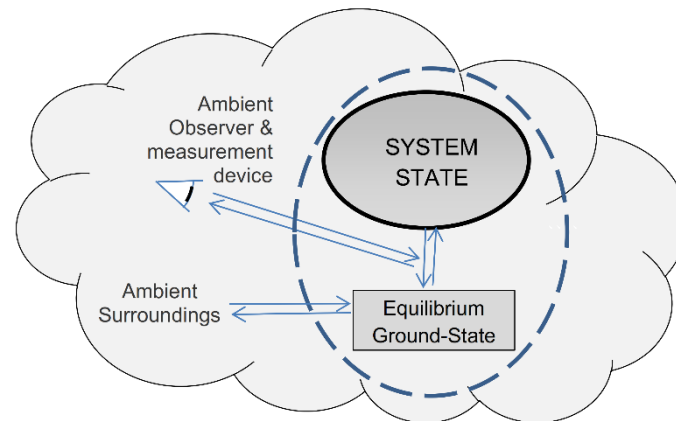 Ambient
Observer &
measurement
device
SYSTEM
STATE
Ambient
Surroundings
Equilibrium
Ground-State